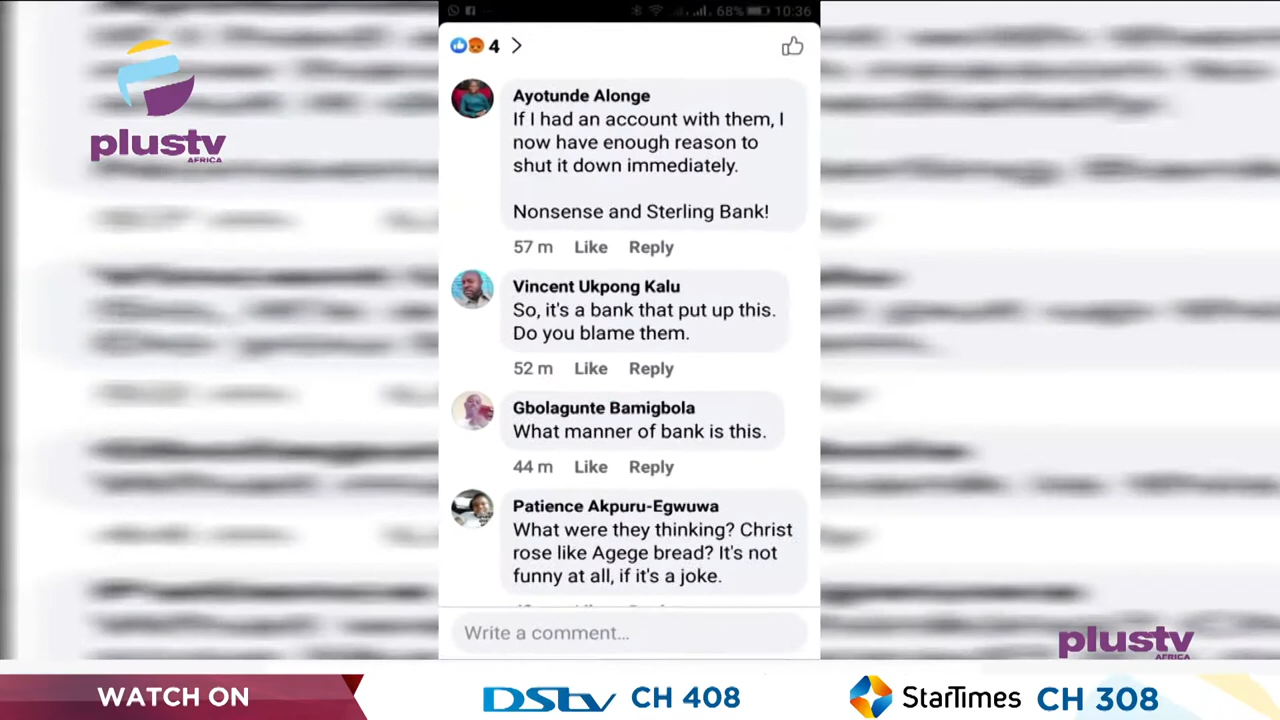 68% 10:36
4
plustv
AFRICA
Ayotunde Alonge
If I had an account with them, I
now have enough reason to
shut it down immediately.
Nonsense and Sterling Bank!
57 m Like Reply
Vincent Ukpong Kalu
So, it's a bank that put up this.
Do you blame them.
52 m Like Reply
Gbolagunte Bamigbola
What manner of bank is this.
44 m Like Reply
Patience Akpuru-Egwuwa
What were they thinking? Christ
rose like Agege bread? It's not
funny at all, if it's a joke.
Write a comment...
plustv
AFRICA
WATCH ON
DStv CH 408
StarTimes CH 308